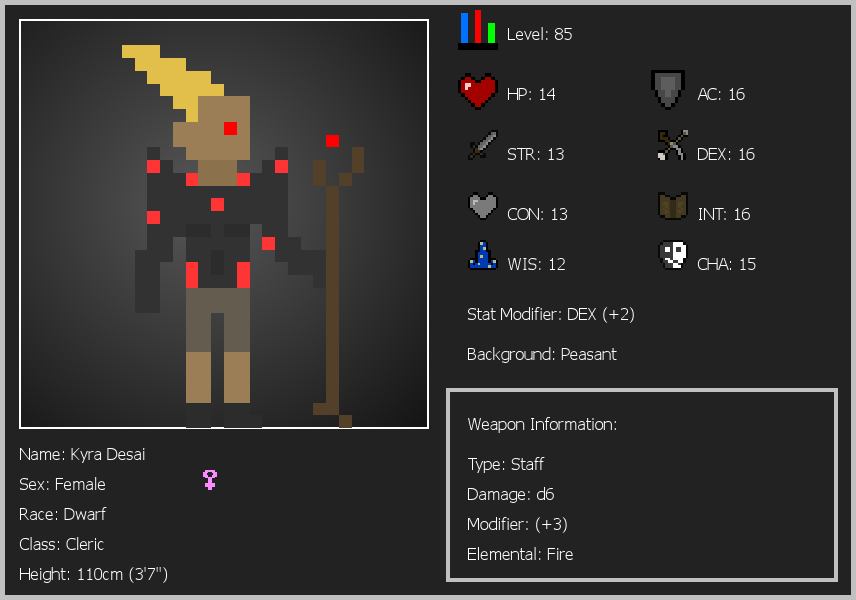 Level: 85
HP: 14
AC: 16
STR: 13
DEX: 16
CON: 13
INT: 16
WIS: 12
CHA: 15
Stat Modifier: DEX (+2)
Background: Peasant
Weapon Information:
Type: Staff
Damage: d6
Modifier: (+3)
Elemental: Fire
Name: Kyra Desai
Sex: Female
Race: Dwarf
Class: Cleric
Height: 110cm (3'7")